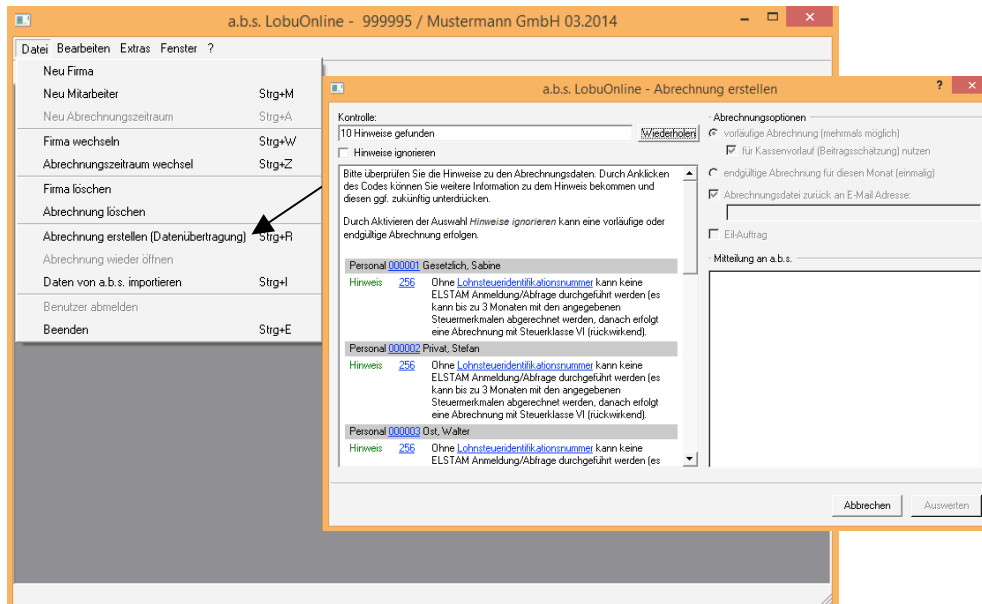 a.b.s. LobuOnline - 999995 / Mustermann GmbH 03.2014
Datei Bearbeiten Extras Fenster ?
Neu Firma
Neu Mitarbeiter Strg+M
Neu Abrechnungszeitraum Strg+A
Firma wechseln Strg+W
Abrechnungszeitraum wechsel Strg+Z
Firma löschen
Abrechnung löschen
Abrechnung erstellen (Datenübertragung) Strg+R
Abrechnung wieder öffnen
Daten von a.b.s. importieren Strg+I
Benutzer abmelden
Beenden Strg+E
a.b.s. LobuOnline - Abrechnung erstellen ?
Kontrolle:
10 Hinweise gefunden Wiederholen
Hinweise ignorieren
Bitte überprüfen Sie die Hinweise zu den Abrechnungsdaten. Durch Anklicken
des Codes können Sie weitere Information zu dem Hinweis bekommen und
diesen ggf. zukünftig unterdrücken.
Durch Aktivieren der Auswahl Hinweise ignorieren kann eine vorläufige oder
endgültige Abrechnung erfolgen.
Personal 000001 Gesetzlich, Sabine
Hinweis 256 Ohne Lohnsteueridentifikationsnummer kann keine
ELSTAM Anmeldung/Abfrage durchgeführt werden (es
kann bis zu 3 Monaten mit den angegebenen
Steuermerkmalen abgerechnet werden, danach erfolgt
eine Abrechnung mit Steuerklasse VI (rückwirkend).
Personal 000002 Privat, Stefan
Hinweis 256 Ohne Lohnsteueridentifikationsnummer kann keine
ELSTAM Anmeldung/Abfrage durchgeführt werden (es
kann bis zu 3 Monaten mit den angegebenen
Steuermerkmalen abgerechnet werden, danach erfolgt
eine Abrechnung mit Steuerklasse VI (rückwirkend).
Personal 000003 Ost, Walter
Hinweis 256 Ohne Lohnsteueridentifikationsnummer kann keine
ELSTAM Anmeldung/Abfrage durchgeführt werden (es
Abrechnungsoptionen
vorläufige Abrechnung (mehrmals möglich)
für Kassenvorlauf (Beitragsschätzung) nutzen
endgültige Abrechnung für diesen Monat (einmalig)
Abrechnungsdatei zurück an E-Mail Adresse:
Eil-Auftrag
Mitteilung an a.b.s.
Abbrechen Auswerten